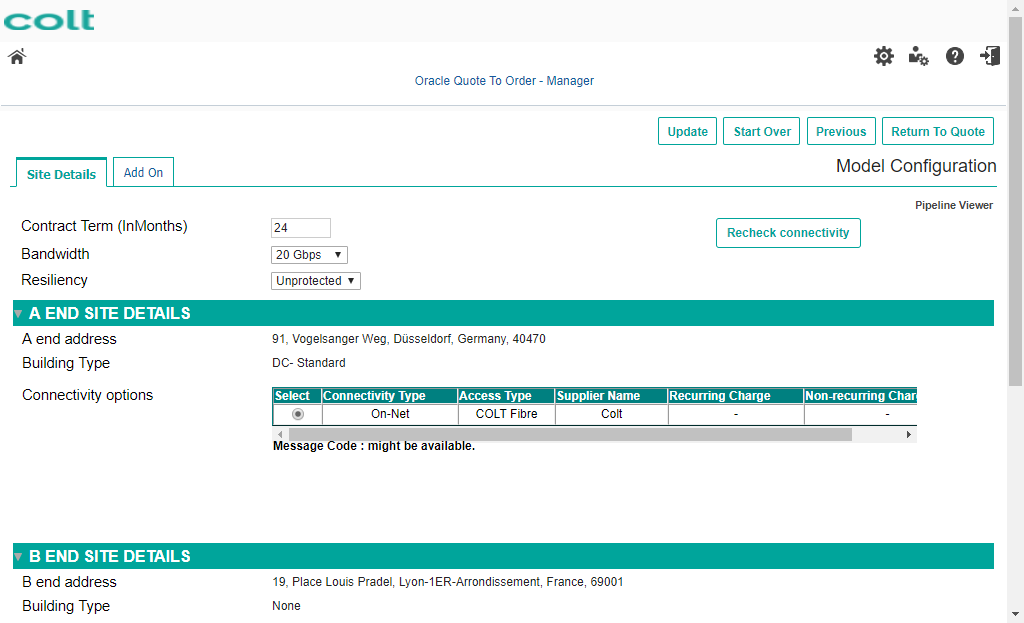 colt
Oracle Quote To Order - Manager
Update
Start Over
Previous
Return To Quote
Site Details
Add On
Model Configuration
Pipeline Viewer
Contract Term (InMonths)
24
Recheck connectivity
Bandwidth
20 Gbps
Resiliency
Unprotected
A END SITE DETAILS
A end address
91, Vogelsanger Weg, Düsseldorf, Germany, 40470
Building Type
DC- Standard
Connectivity options
Select Connectivity Type Access Type Supplier Name Recurring Charge Non-recurring Char
On-Net COLT Fibre Colt - -
Message Code : might be available.
B END SITE DETAILS
B end address
19, Place Louis Pradel, Lyon-1ER-Arrondissement, France, 69001
Building Type
None